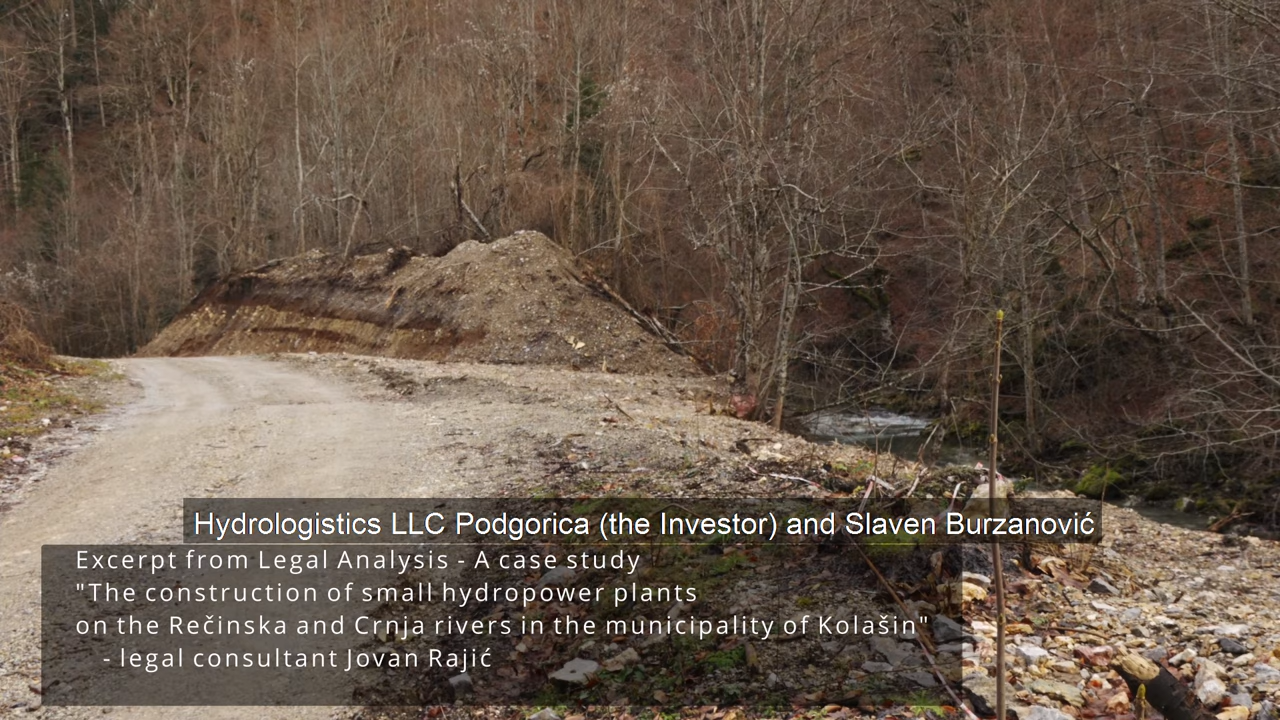 Hydrologistics LLC Podgorica (the Investor) and Slaven Burzanović
Excerpt from Legal Analysis - A case study
"The construction of small hydropower plants
on the Rečinska and Crnja rivers in the municipality of Kolašin"
- legal consultant Jovan Rajić